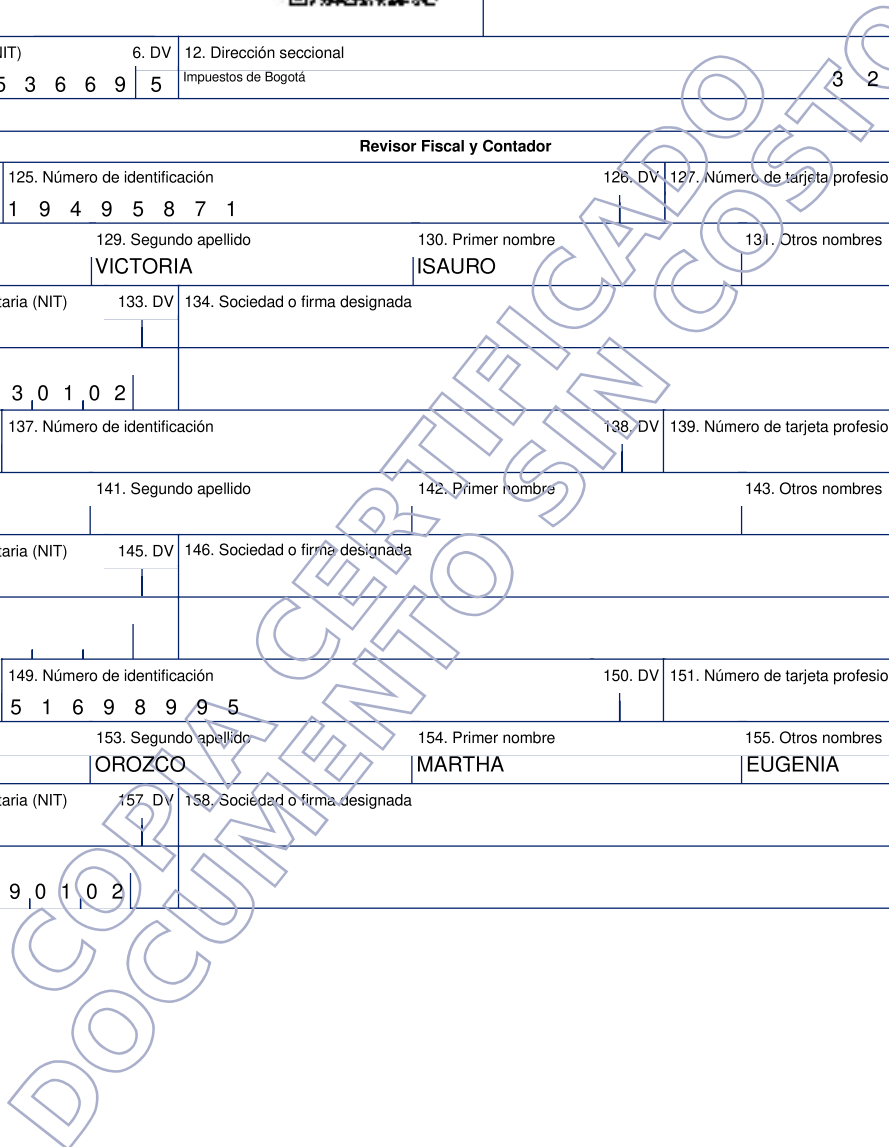 IIT) 6. DV 12. Dirección seccional
5 3 6 6 9 5 Impuestos de Bogotá 3 2
Revisor Fiscal y Contador
125. Número de identificación 126. DV 127. Número de tarjeta profesio
1 9 4 9 5 8 7 1
129. Segundo apellido 130. Primer nombre 131. Otros nombres
VICTORIA ISAURO
taria (NIT) 133. DV 134. Sociedad o firma designada
3 0 1 0 2
137. Número de identificación 138. DV 139. Número de tarjeta profesio
141. Segundo apellido 142. Primer nombre 143. Otros nombres
taria (NIT) 145. DV 146. Sociedad o firma designada
149. Número de identificación 150. DV 151. Número de tarjeta profesio
5 1 6 9 8 9 9 5
153. Segundo apellido 154. Primer nombre 155. Otros nombres
OROZCO MARTHA EUGENIA
taria (NIT) 157. DV 158. Sociedad o firma designada
9 0 1 0 2
COPIA CERTIFICADO
DOCUMENTO SIN COSTO